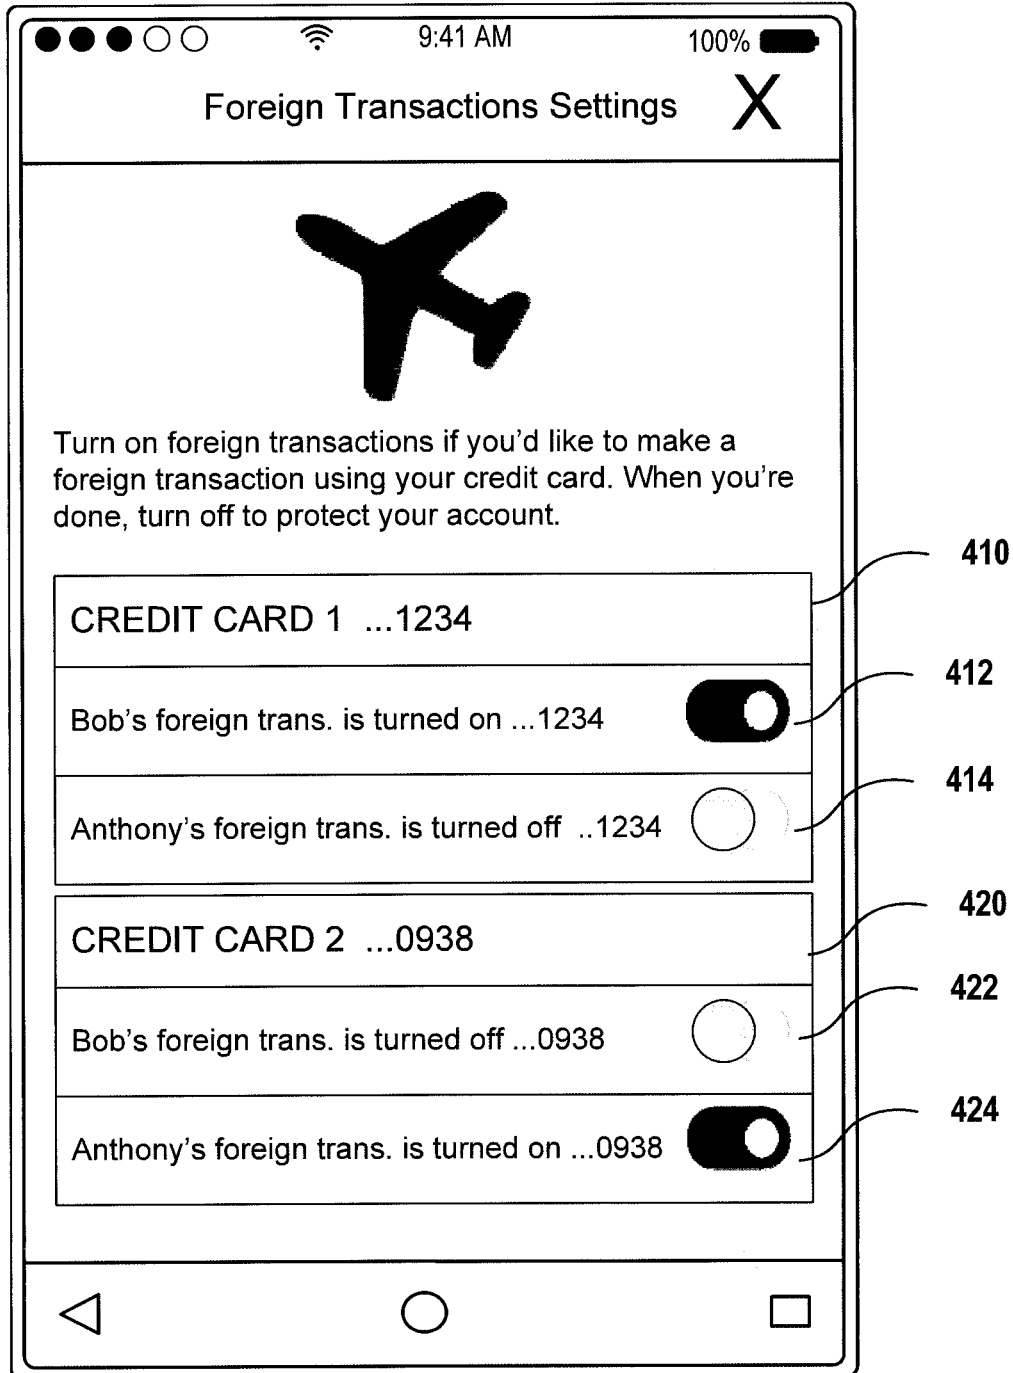 9:41 AM
100%
Foreign Transactions Settings X
Turn on foreign transactions if you'd like to make a
foreign transaction using your credit card. When you're
done, turn off to protect your account.
410
CREDIT CARD 1 ...1234
412
Bob's foreign trans. is turned on ...1234
414
Anthony's foreign trans. is turned off ..1234
420
CREDIT CARD 2 ...0938
422
Bob's foreign trans. is turned off ...0938
424
Anthony's foreign trans. is turned on ...0938